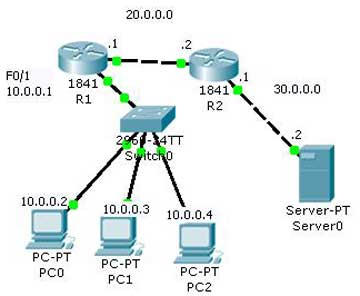 20.0.0.0
.1
.2
1841
R1
F0/1
10.0.0.1
1841
R2
.1
30.0.0.0
2960-24TT
Switch0
.2
10.0.0.2
10.0.0.3
10.0.0.4
Server-PT
Server0
PC-PT
PC0
PC-PT
PC1
PC-PT
PC2